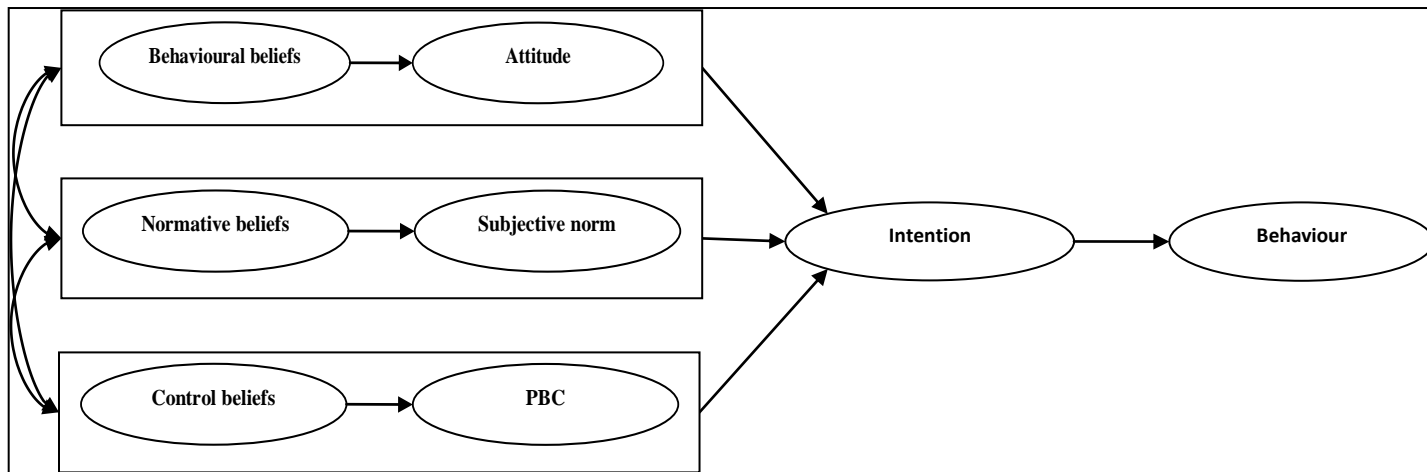 Behavioural beliefs
Attitude
Normative beliefs
Subjective norm
Intention
Behaviour
Control beliefs
PBC